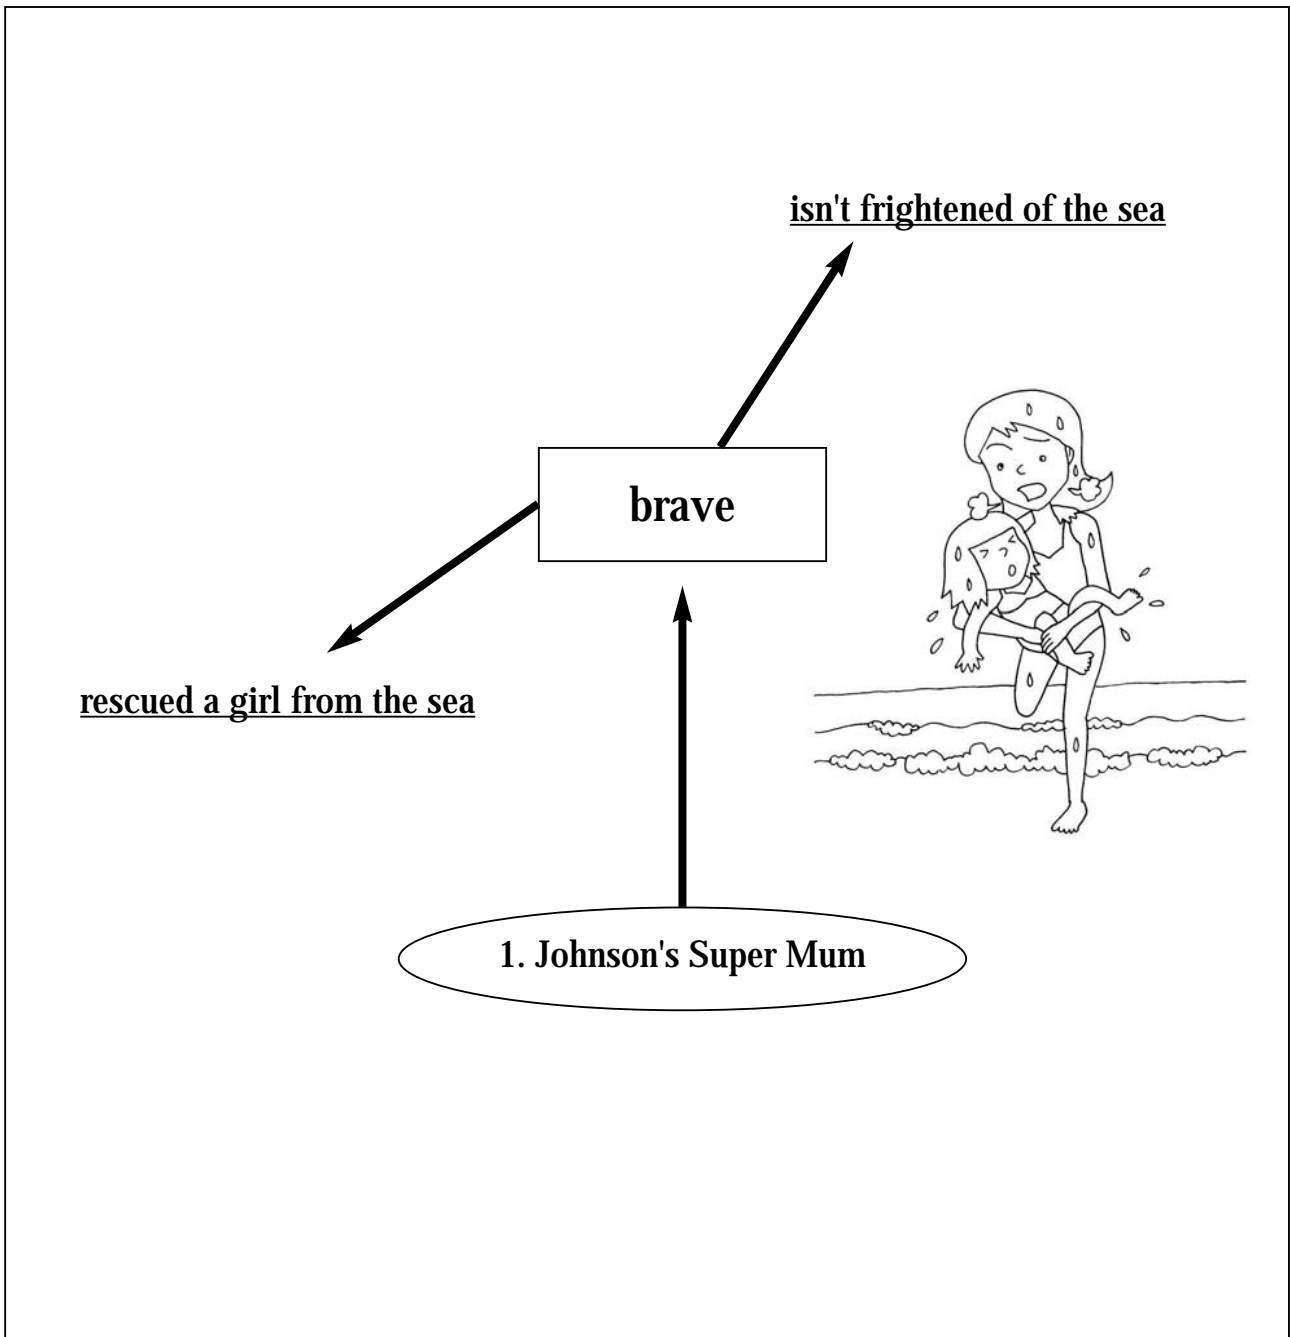 isn't frightened of the sea
brave
rescued a girl from the sea
1. Johnson's Super Mum